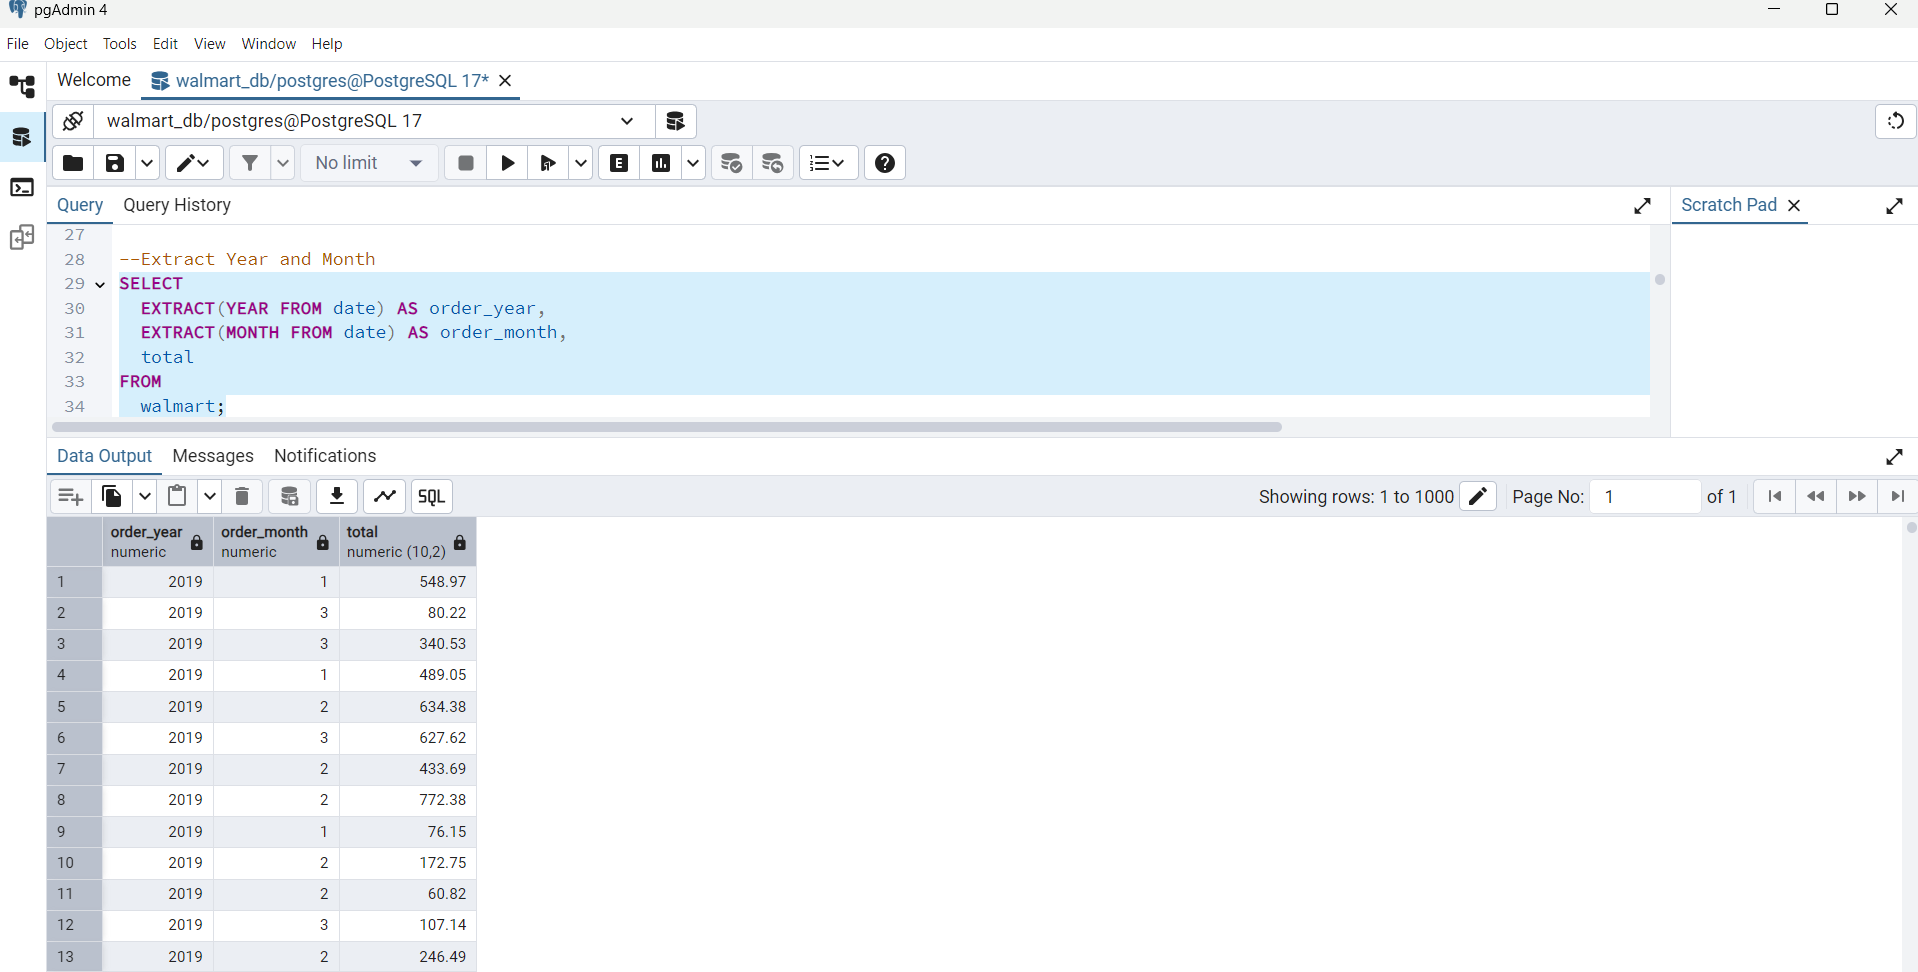 pgAdmin 4
File Object Tools Edit View Window Help
Welcome walmart_db/postgres@PostgreSQL 17*
walmart_db/postgres@PostgreSQL 17
No limit E
Query Query History Scratch Pad
27
28 --Extract Year and Month
29 SELECT
30 EXTRACT(YEAR FROM date) AS order_year,
31 EXTRACT(MONTH FROM date) AS order_month,
32 total
33 FROM
34 walmart;
Data Output Messages Notifications
SQL Showing rows: 1 to 1000 Page No: 1 of 1
order_year order_month total
numeric numeric numeric (10,2)
1 2019 1 548.97
2 2019 3 80.22
3 2019 3 340.53
4 2019 1 489.05
5 2019 2 634.38
6 2019 3 627.62
7 2019 2 433.69
8 2019 2 772.38
9 2019 1 76.15
10 2019 2 172.75
11 2019 2 60.82
12 2019 3 107.14
13 2019 2 246.49